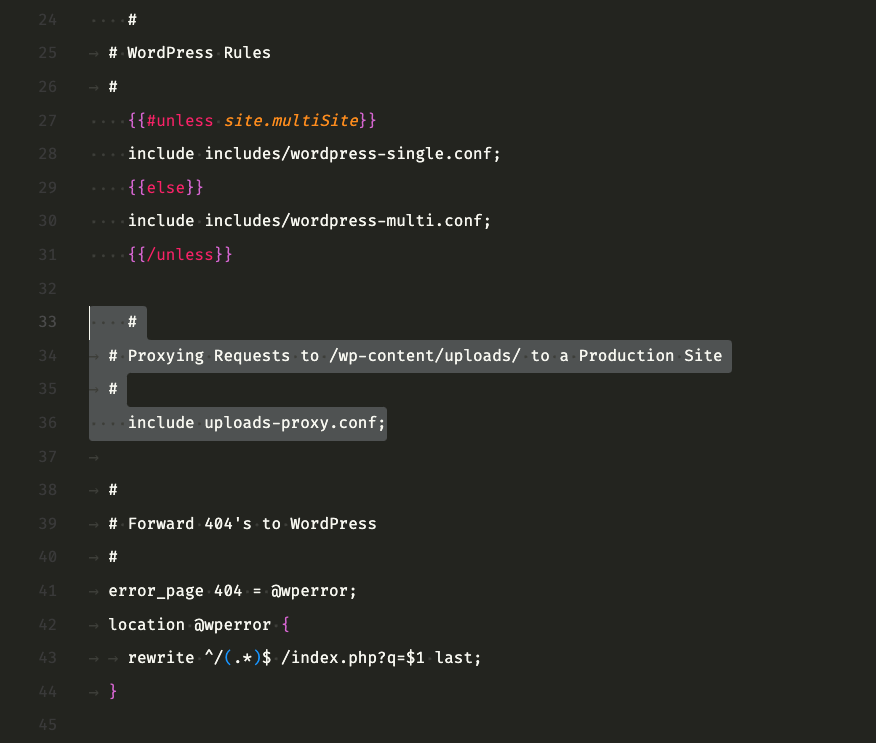 24 #
25 # WordPress Rules
26 #
27 {{#unless site.multiSite}}
28 include includes/wordpress-single.conf;
29 {{else}}
30 include includes/wordpress-multi.conf;
31 {{/unless}}
32
33 #
34 # Proxying Requests to /wp-content/uploads/ to a Production Site
35 #
36 include uploads-proxy.conf;
37
38 #
39 # Forward 404's to WordPress
40 #
41 error_page 404 = @wperror;
42 location @wperror {
43 rewrite ^/(.*)$ /index.php?q=$1 last;
44 }
45